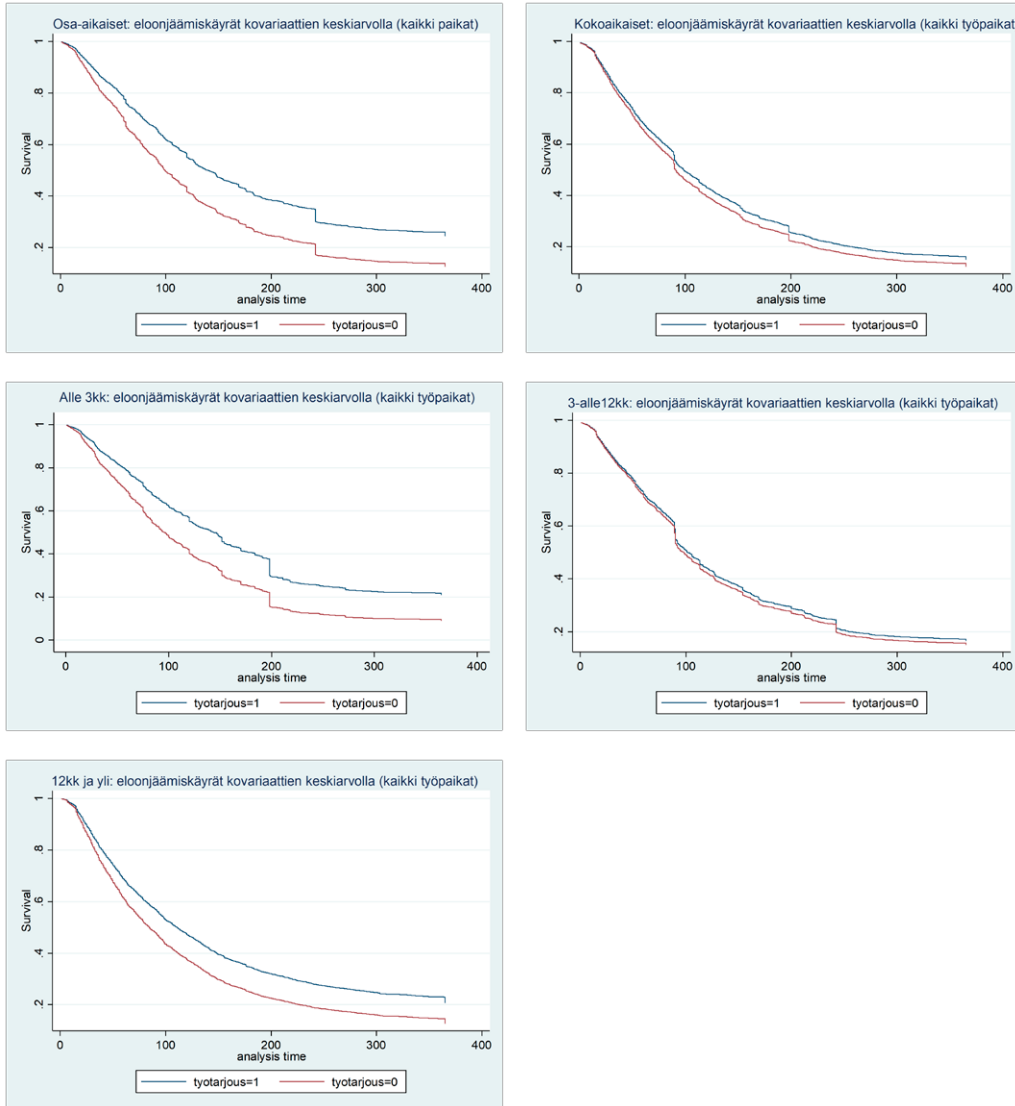 Osa-aikaiset: eloonjäämiskäyrät kovariaattien keskiarvolla (kaikki paikat)
1
.8
.6
.4
.2
Survival
0 100 200 300 400
analysis time
tyotarjous=1 tyotarjous=0
Kokoaikaiset: eloonjäämiskäyrät kovariaattien keskiarvolla (kaikki työpaikat
1
.8
.6
.4
.2
Survival
0 100 200 300 400
analysis time
tyotarjous=1 tyotarjous=0
Alle 3kk: eloonjäämiskäyrät kovariaattien keskiarvolla (kaikki työpaikat)
1
.8
.6
.4
.2
0
Survival
0 100 200 300 400
analysis time
tyotarjous=1 tyotarjous=0
3-alle12kk: eloonjäämiskäyrät kovariaattien keskiarvolla (kaikki työpaikat)
1
.8
.6
.4
.2
Survival
0 100 200 300 400
analysis time
tyotarjous=1 tyotarjous=0
12kk ja yli: eloonjäämiskäyrät kovariaattien keskiarvolla (kaikki työpaikat)
1
.8
.6
.4
.2
Survival
0 100 200 300 400
analysis time
tyotarjous=1 tyotarjous=0